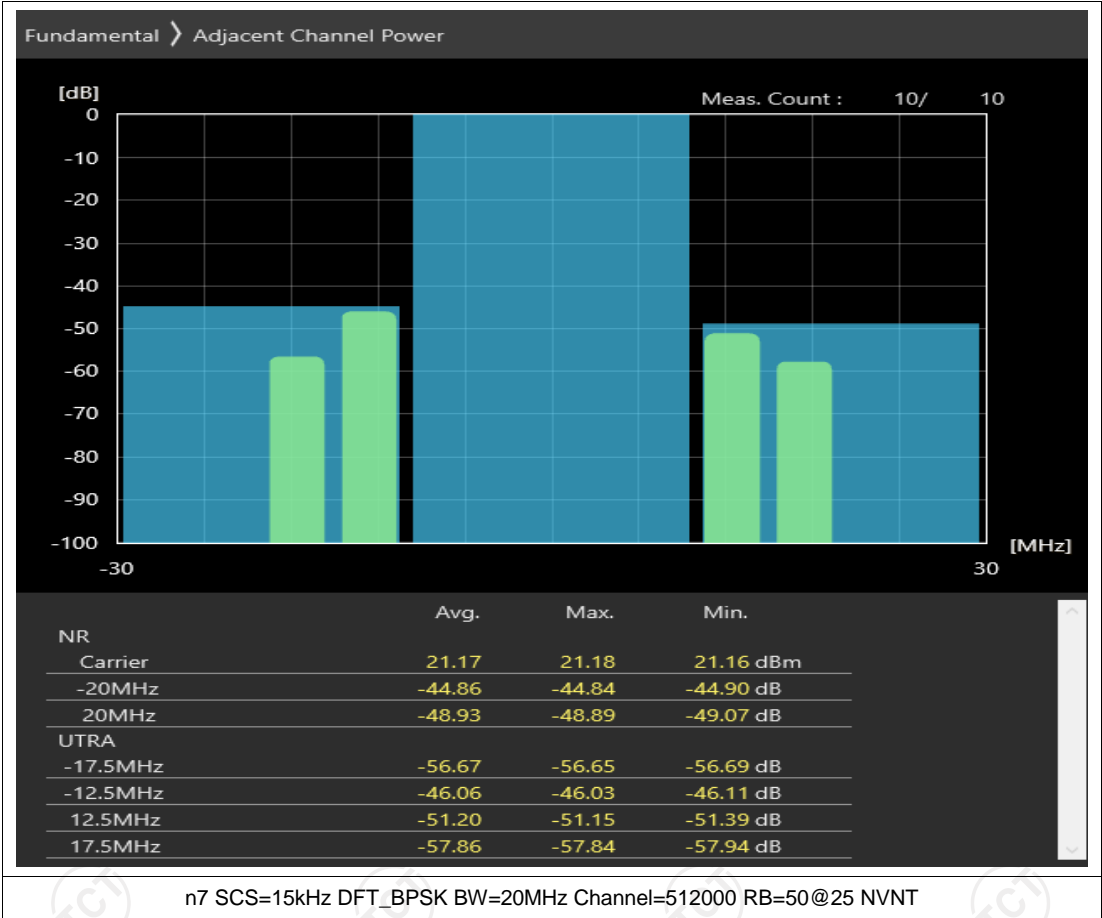 Fundamental 〉 Adjacent Channel Power
[dB]
Meas. Count : 10/ 10
0
-10
-20
-30
-40
-50
-60
-70
-80
-90
-100
[MHz]
-30 30
Avg. Max. Min.
NR
Carrier 21.17 21.18 21.16 dBm
-20MHz -44.86 -44.84 -44.90 dB
20MHz -48.93 -48.89 -49.07 dB
UTRA
-17.5MHz -56.67 -56.65 -56.69 dB
-12.5MHz -46.06 -46.03 -46.11 dB
12.5MHz -51.20 -51.15 -51.39 dB
17.5MHz -57.86 -57.84 -57.94 dB
n7 SCS=15kHz DFT_BPSK BW=20MHz Channel=512000 RB=50@25 NVNT
TCT TCT TCT TCT